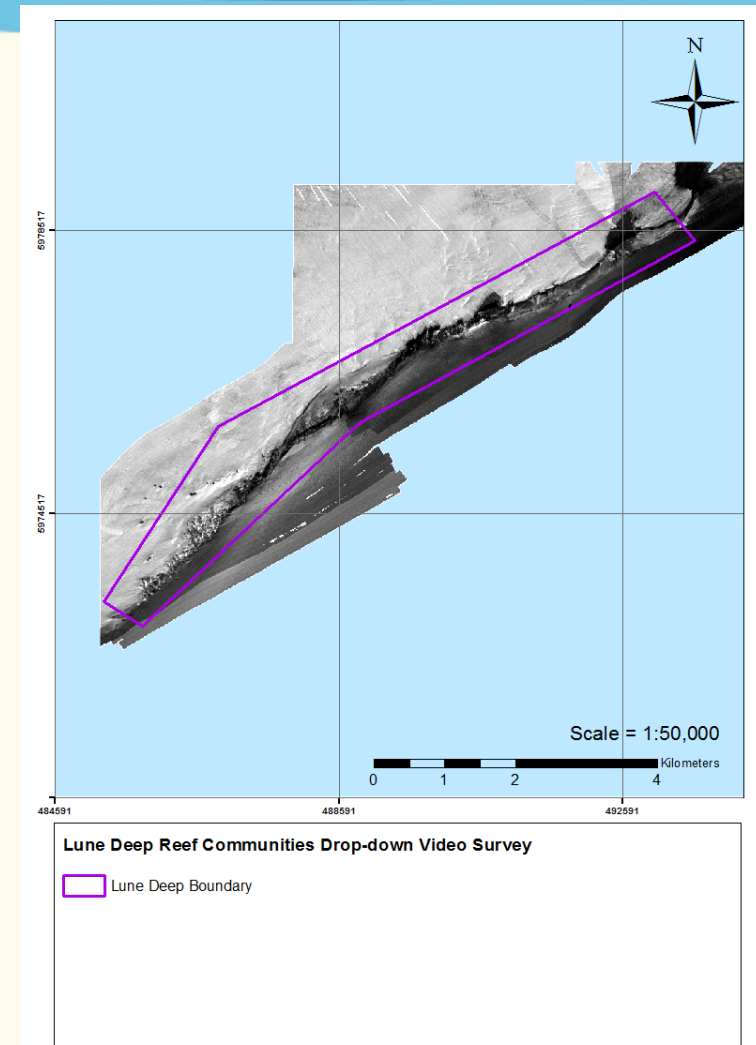 N
5978517
5974517
Scale = 1:50,000
Kilometers
0 1 2 4
484591 488591 492591
Lune Deep Reef Communities Drop-down Video Survey
Lune Deep Boundary